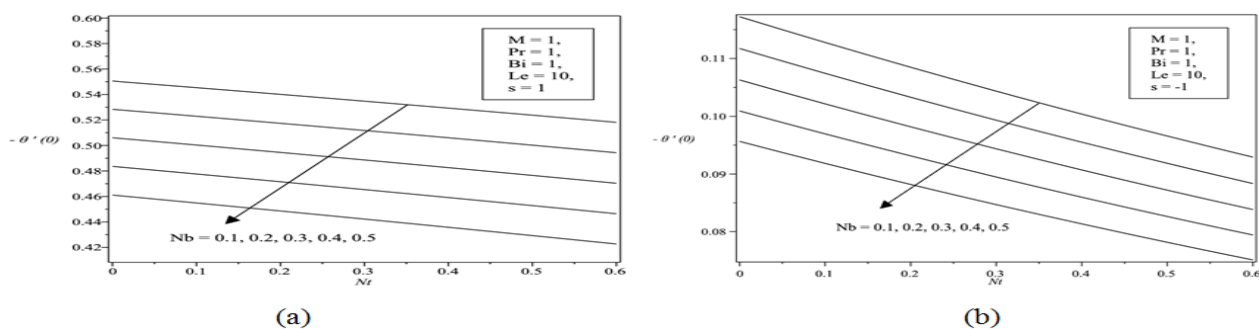 0.60
0.58
0.56
0.54
0.52
- θ ' (0)
0.50
0.48
0.46
0.44
0.42
0
0.1
0.2
0.3
0.4
0.5
0.6
Nt
M = 1,
Pr = 1,
Bi = 1,
Le = 10,
s = 1
Nb = 0.1, 0.2, 0.3, 0.4, 0.5
(a)
0.11
0.10
- θ ' (0)
0.09
0.08
0
0.1
0.2
0.3
0.4
0.5
0.6
Nt
M = 1,
Pr = 1,
Bi = 1,
Le = 10,
s = -1
Nb = 0.1, 0.2, 0.3, 0.4, 0.5
(b)